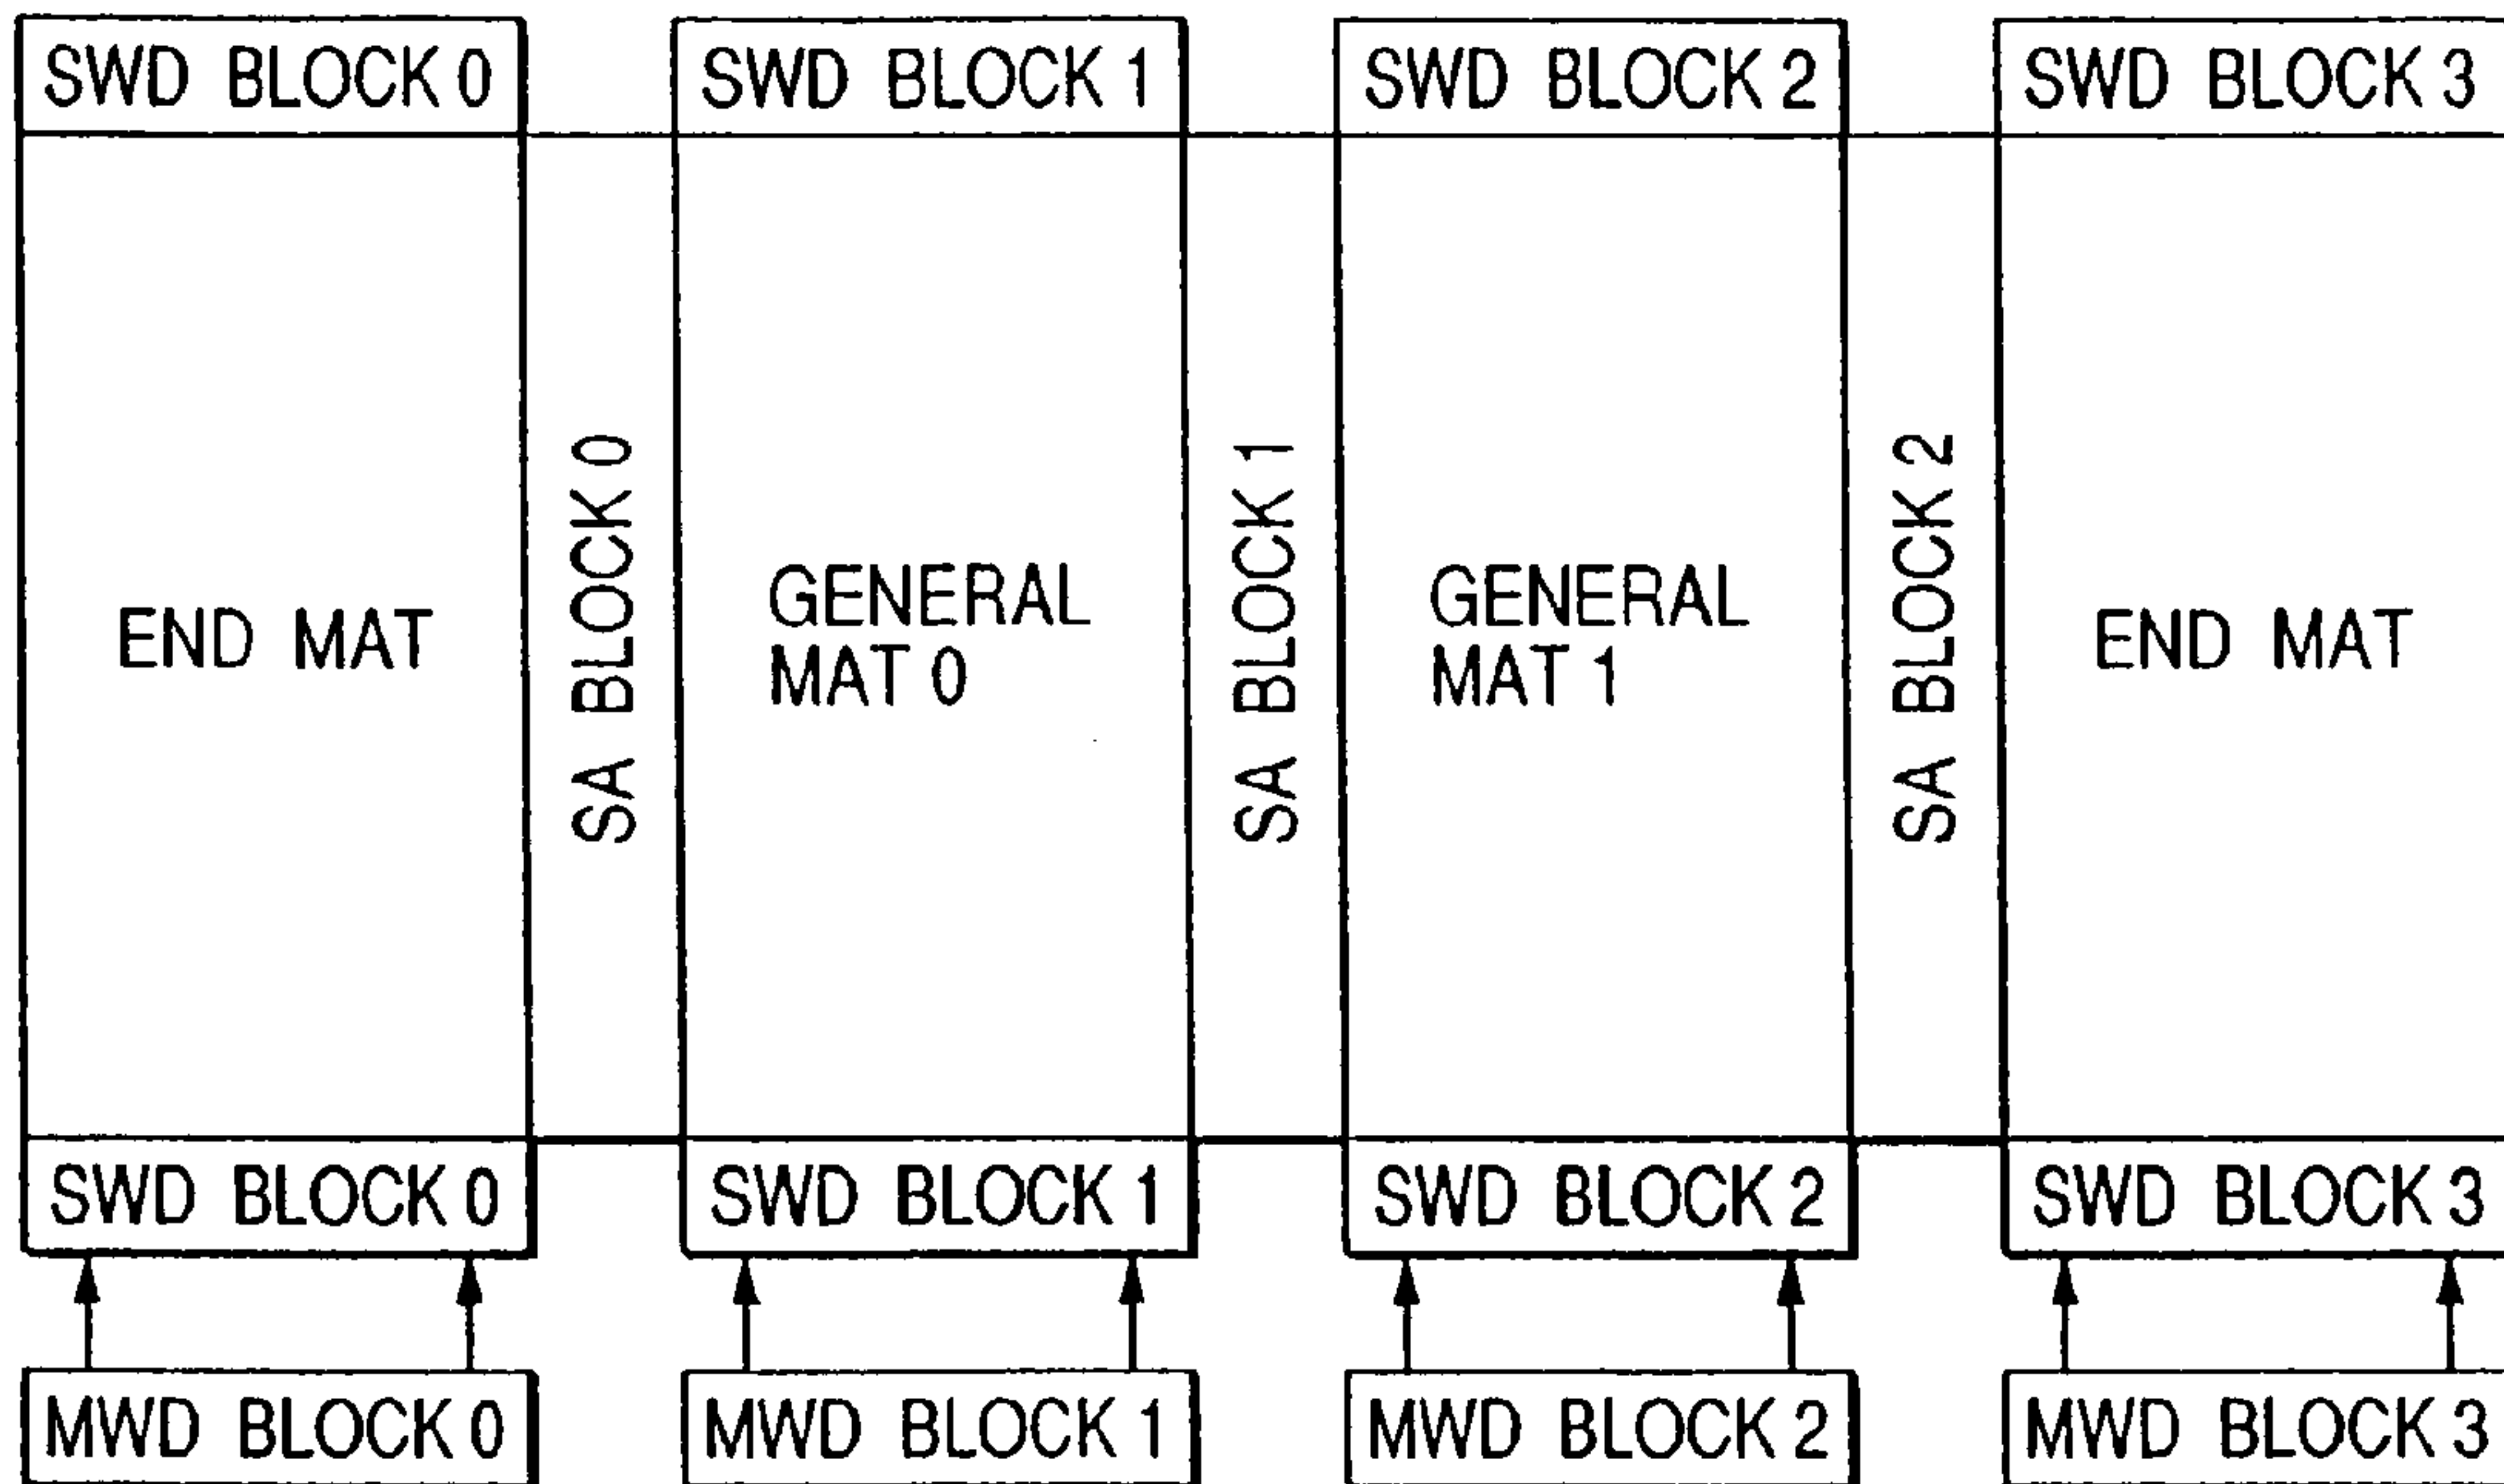 SWD BLOCK 0
SWD BLOCK 1
SWD BLOCK 2
SWD BLOCK 3
END MAT
SA BLOCK 0
GENERAL
MAT 0
SA BLOCK 1
GENERAL
MAT 1
SA BLOCK 2
END MAT
SWD BLOCK 0
SWD BLOCK 1
SWD BLOCK 2
SWD BLOCK 3
MWD BLOCK 0
MWD BLOCK 1
MWD BLOCK 2
MWD BLOCK 3